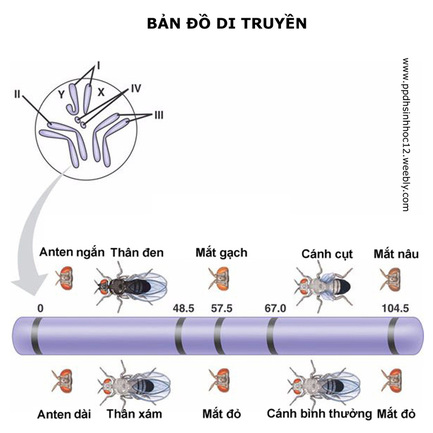 BẢN ĐỒ DI TRUYỀN
www.ppdhsinhhoc12.weebly.com
I
II Y X IV
III
Anten ngắn Thân đen Mắt gạch Cánh cụt Mắt nâu
0 48.5 57.5 67.0 104.5
Anten dài Thân xám Mắt đỏ Cánh bình thường Mắt đỏ